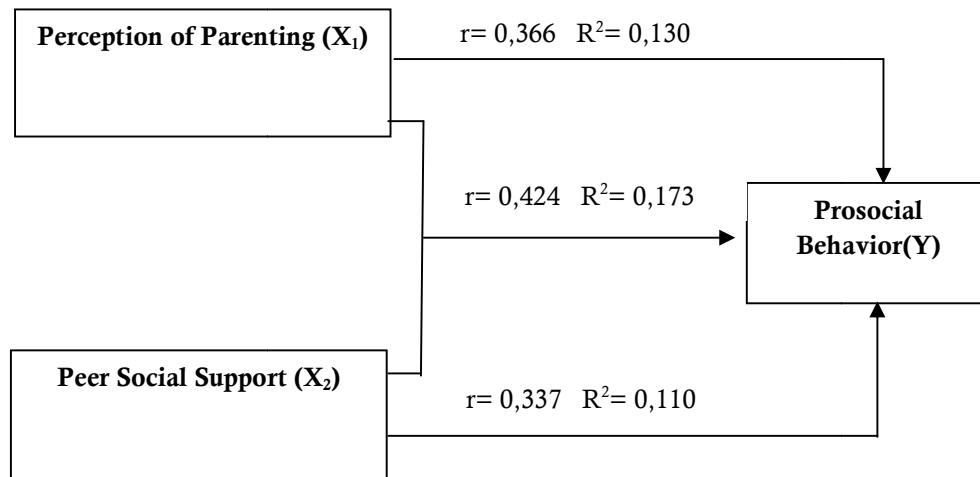 Perception of Parenting (X₁)
r= 0,366 R²= 0,130
r= 0,424 R²= 0,173
Prosocial
Behavior(Y)
Peer Social Support (X₂)
r= 0,337 R²= 0,110